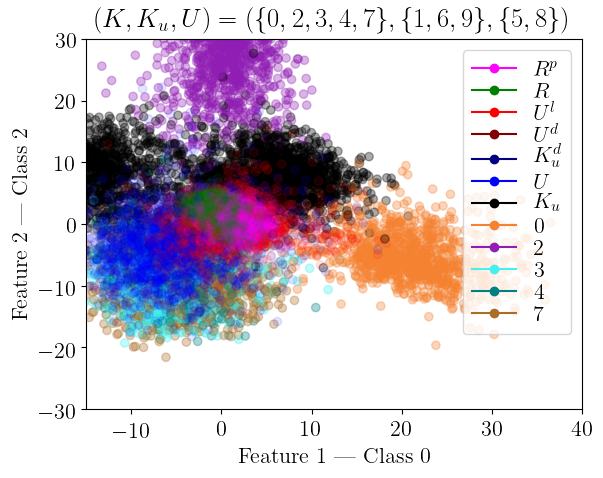 (K, K_u, U) = ({0, 2, 3, 4, 7}, {1, 6, 9}, {5, 8})
30
20
10
0
−10
−20
−30
Feature 2 — Class 2
R^p
R
U^l
U^d
K_u^d
U
K_u
0
2
3
4
7
−10
0
10
20
30
40
Feature 1 — Class 0